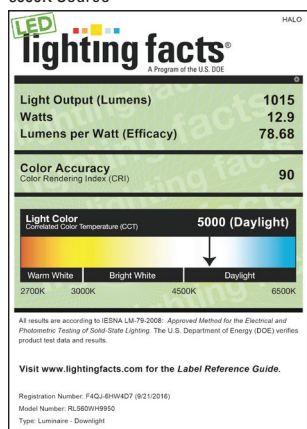 5000K Source
LED
HALO
lighting facts®
A Program of the U.S. DOE
Light Output (Lumens) 1015
Watts 12.9
Lumens per Watt (Efficacy) 78.68
Color Accuracy
Color Rendering Index (CRI) 90
Light Color
Correlated Color Temperature (CCT) 5000 (Daylight)
Warm White Bright White Daylight
2700K 3000K 4500K 6500K
All results are according to IESNA LM-79-2008: Approved Method for the Electrical and
Photometric Testing of Solid-State Lighting. The U.S. Department of Energy (DOE) verifies
product test data and results.
Visit www.lightingfacts.com for the Label Reference Guide.
Registration Number: F4QJ-6HW4D7 (9/21/2016)
Model Number: RL560WH9950
Type: Luminaire - Downlight